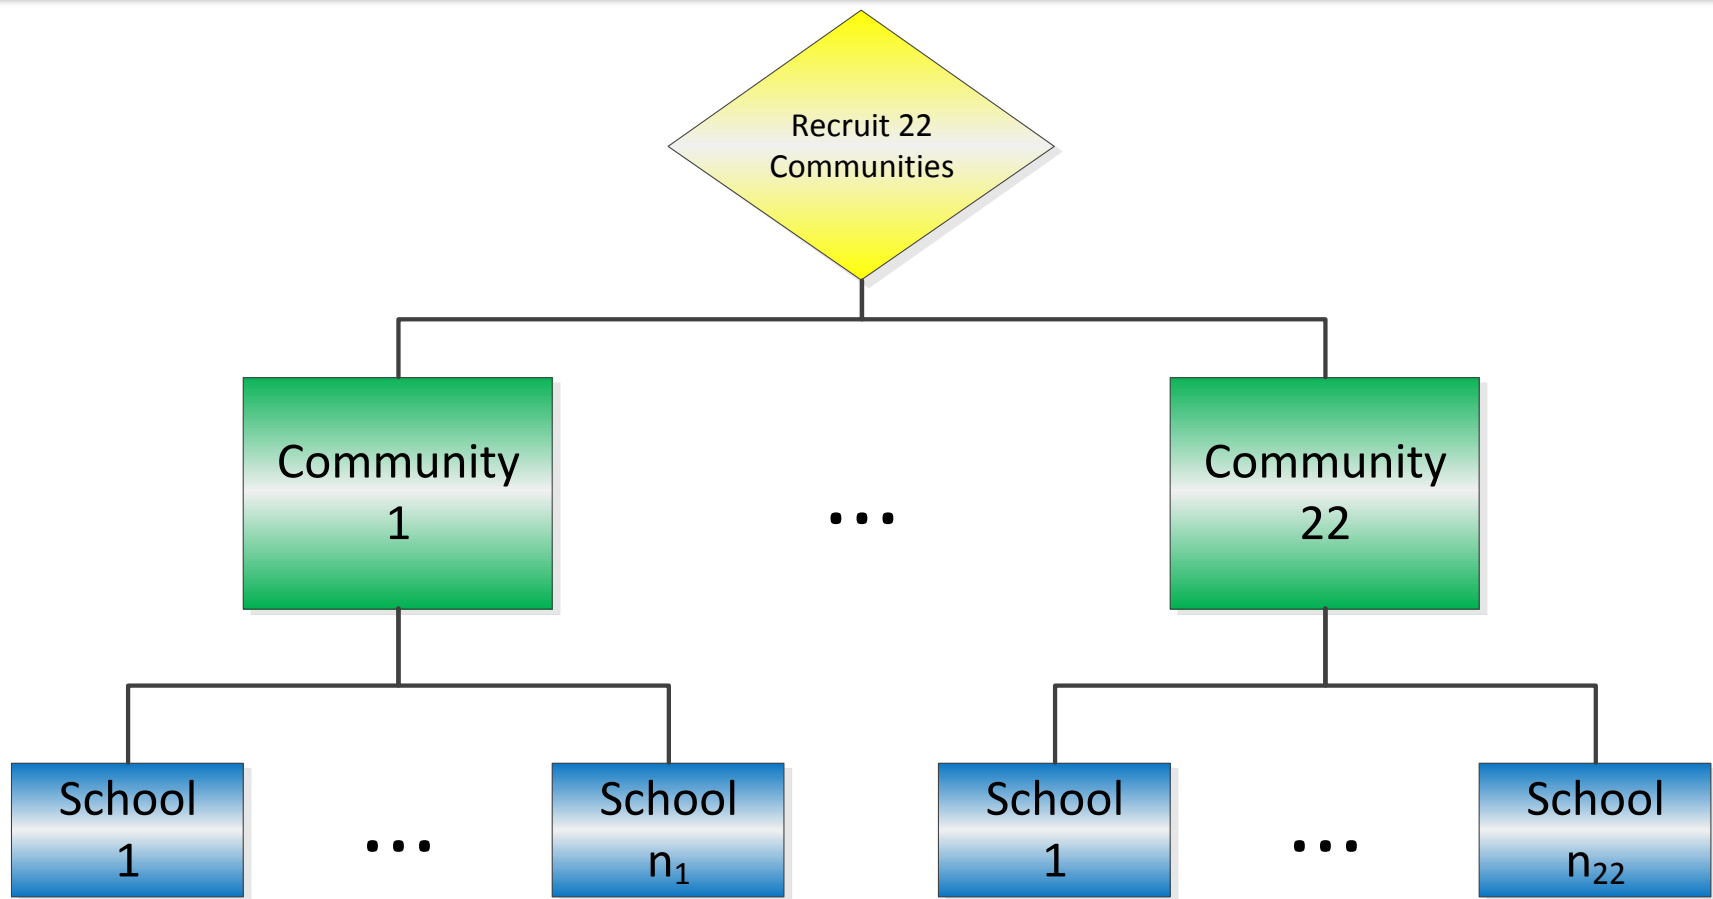 Recruit 22
Communities
Community
1
...
Community
22
School
1
...
School
n₁
School
1
...
School
n₂₂